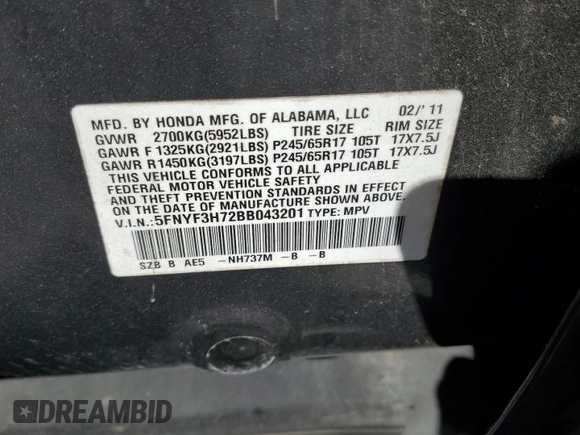 MFD. BY HONDA MFG. OF ALABAMA, LLC 02/'11
GVWR 2700KG(5952LBS) TIRE SIZE RIM SIZE
GAWR F 1325KG(2921LBS) P245/65R17 105T 17X7.5J
GAWR R1450KG(3197LBS) P245/65R17 105T 17X7.5J
THIS VEHICLE CONFORMS TO ALL APPLICABLE
FEDERAL MOTOR VEHICLE SAFETY
AND THEFT PREVENTION STANDARDS IN EFFECT
ON THE DATE OF MANUFACTURE SHOWN ABOVE.
V.I.N.:5FNYF3H72BB043201 TYPE: MPV
SZB B AE5 -NH737M -B -B
DREAMBID